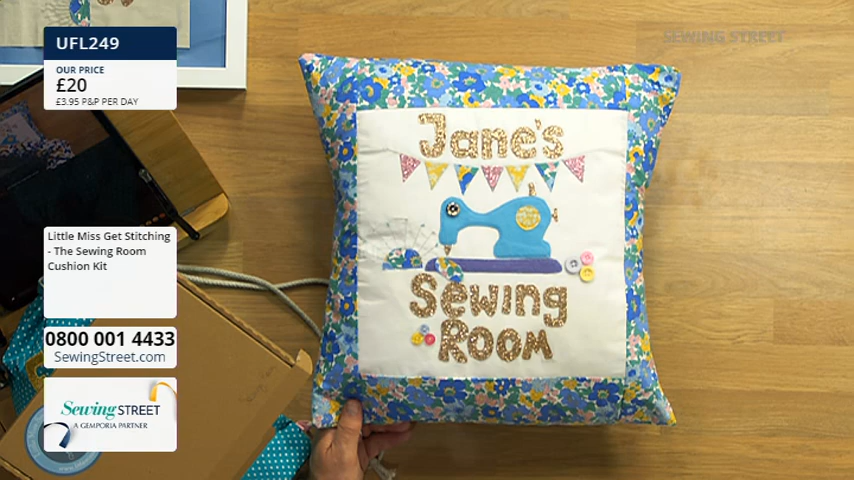 UFL249
OUR PRICE
£20
£3.95 P&P PER DAY
SEWING STREET
Jane's
Sewing
Room
Little Miss Get Stitching
- The Sewing Room
Cushion Kit
0800 001 4433
SewingStreet.com
Sewing STREET
A GEMPORIA PARTNER